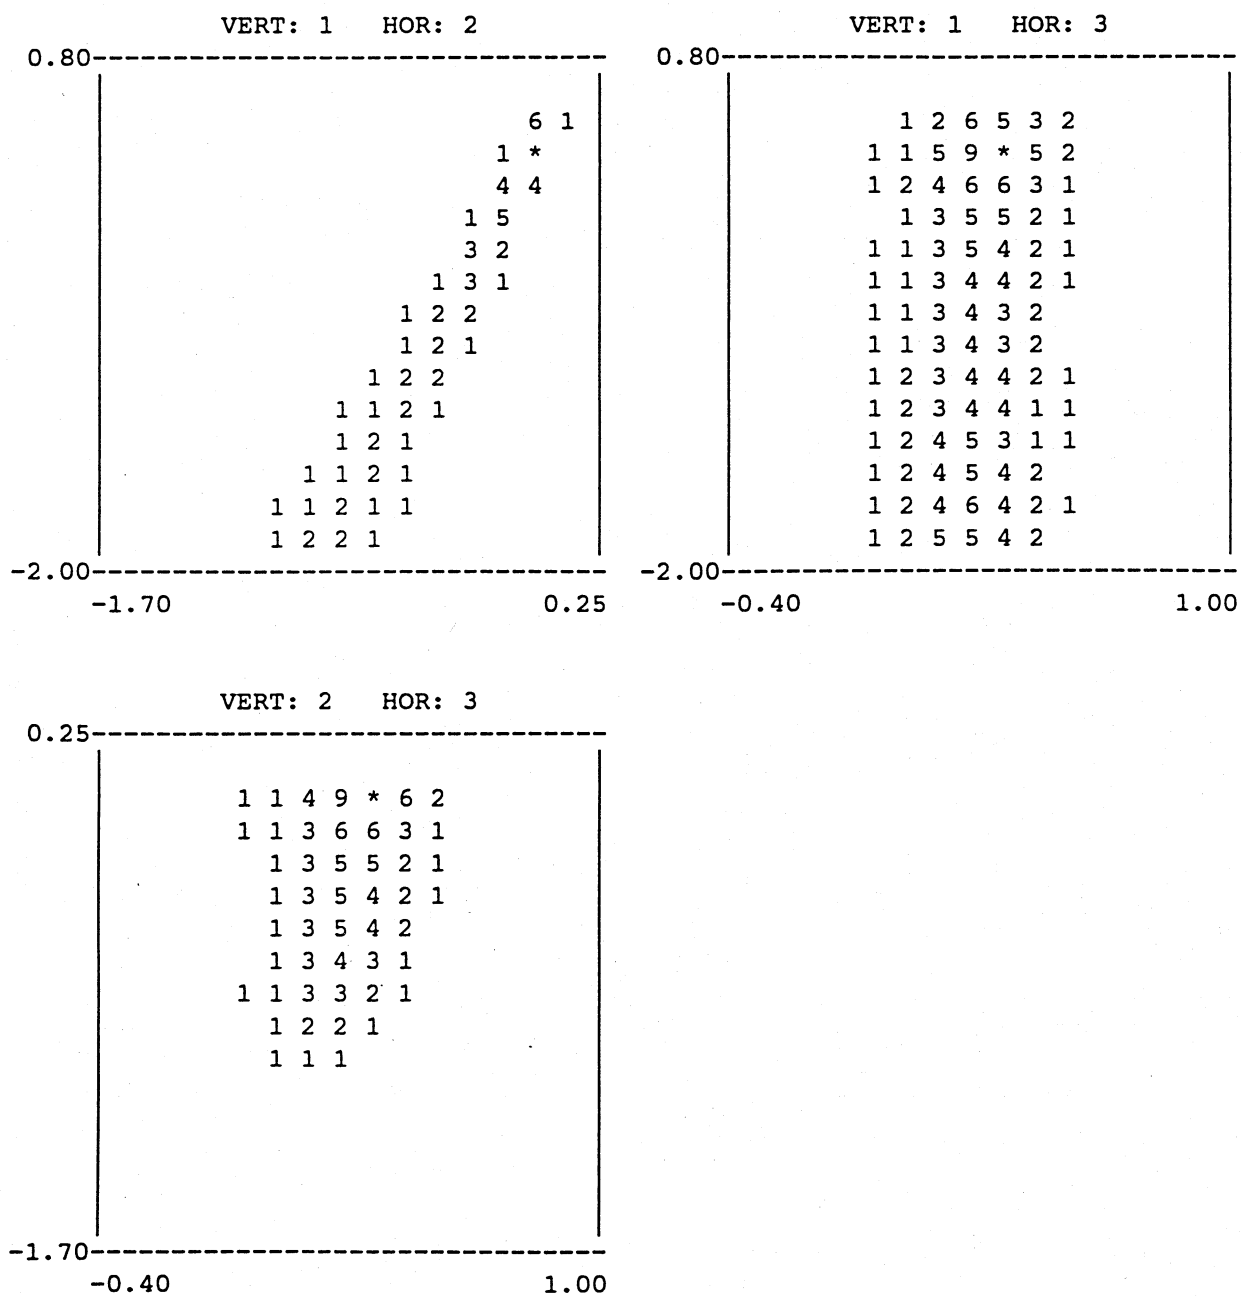 VERT: 1 HOR: 2
0.80--------------------------------
6 1
1 *
4 4
1 5
3 2
1 3 1
1 2 2
1 2 1
1 2 2
1 1 2 1
1 2 1
1 1 2 1
1 1 2 1 1
1 2 2 1
-2.00--------------------------------
-1.70 0.25
VERT: 1 HOR: 3
0.80--------------------------------
1 2 6 5 3 2
1 1 5 9 * 5 2
1 2 4 6 6 3 1
1 3 5 5 2 1
1 1 3 5 4 2 1
1 1 3 4 4 2 1
1 1 3 4 3 2
1 1 3 4 3 2
1 2 3 4 4 2 1
1 2 3 4 4 1 1
1 2 4 5 3 1 1
1 2 4 5 4 2
1 2 4 6 4 2 1
1 2 5 5 4 2
-2.00--------------------------------
-0.40 1.00
VERT: 2 HOR: 3
0.25--------------------------------
1 1 4 9 * 6 2
1 1 3 6 6 3 1
1 3 5 5 2 1
1 3 5 4 2 1
1 3 5 4 2
1 3 4 3 1
1 1 3 3 2 1
1 2 2 1
1 1 1
-1.70--------------------------------
-0.40 1.00